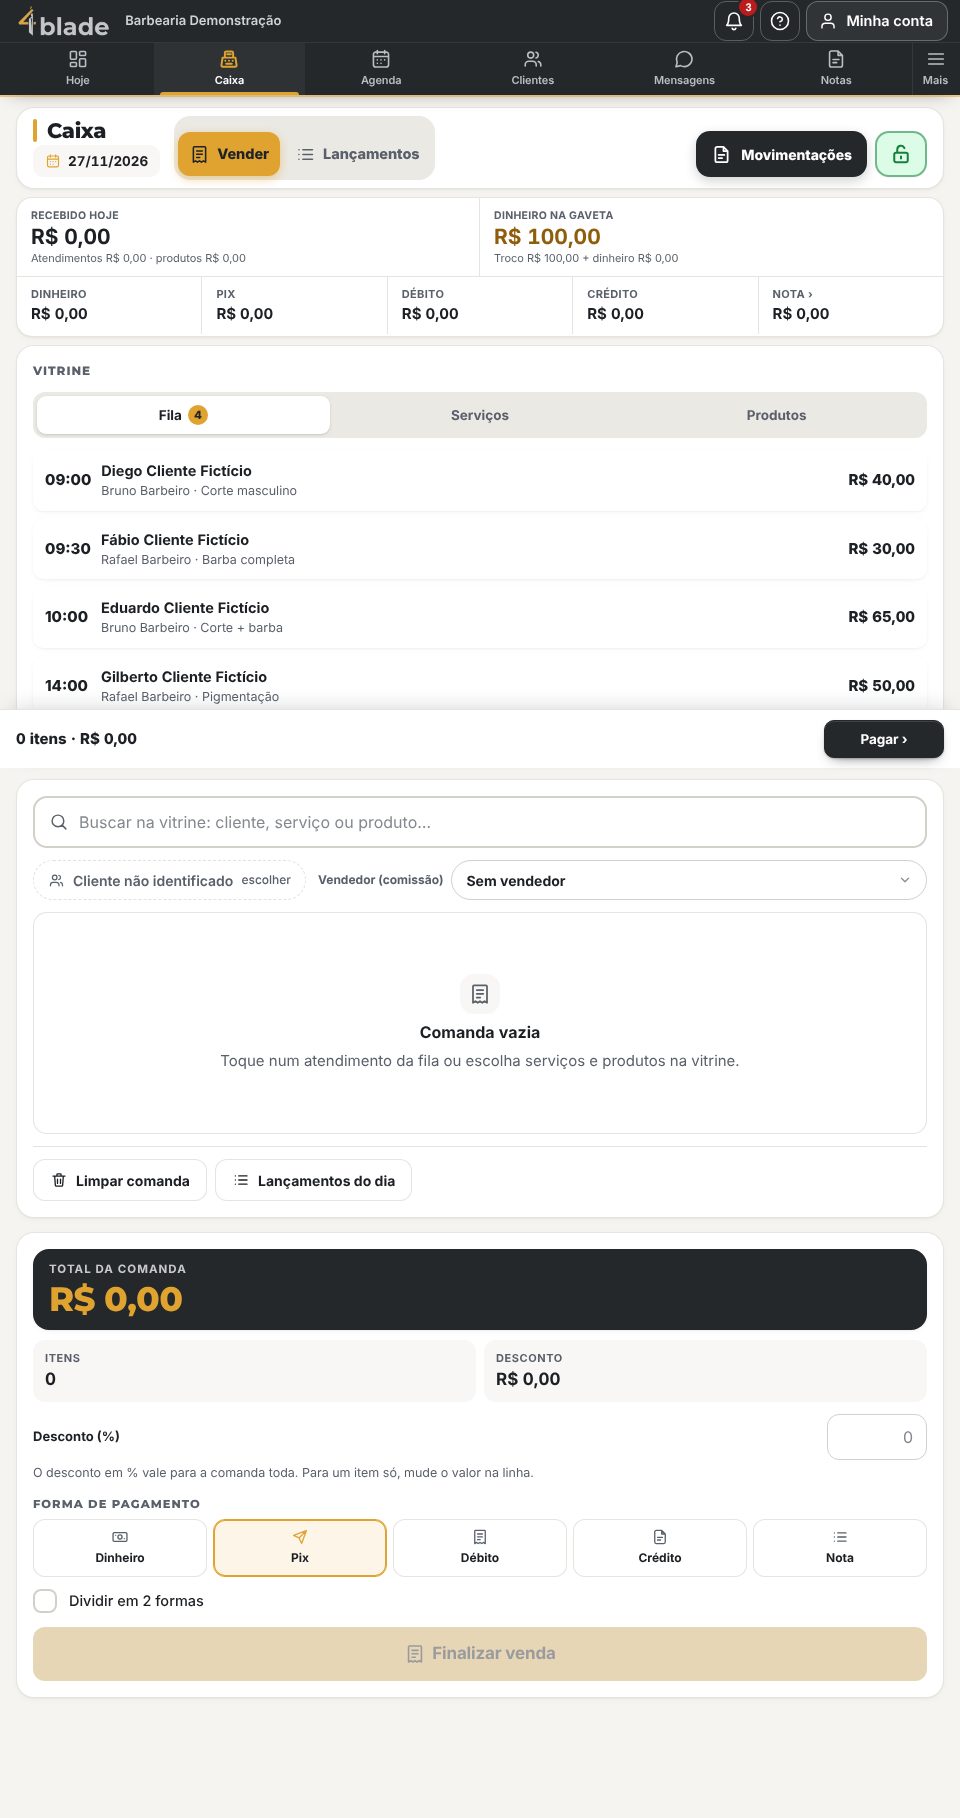 4blade
Barbearia Demonstração
3
Minha conta
Hoje
Caixa
Agenda
Clientes
Mensagens
Notas
Mais
Caixa
27/11/2026
Vender
Lançamentos
Movimentações
RECEBIDO HOJE
R$ 0,00
Atendimentos R$ 0,00 · produtos R$ 0,00
DINHEIRO NA GAVETA
R$ 100,00
Troco R$ 100,00 + dinheiro R$ 0,00
DINHEIRO
R$ 0,00
PIX
R$ 0,00
DÉBITO
R$ 0,00
CRÉDITO
R$ 0,00
NOTA ›
R$ 0,00
VITRINE
Fila 4
Serviços
Produtos
09:00
Diego Cliente Fictício
Bruno Barbeiro · Corte masculino
R$ 40,00
09:30
Fábio Cliente Fictício
Rafael Barbeiro · Barba completa
R$ 30,00
10:00
Eduardo Cliente Fictício
Bruno Barbeiro · Corte + barba
R$ 65,00
14:00
Gilberto Cliente Fictício
Rafael Barbeiro · Pigmentação
R$ 50,00
0 itens · R$ 0,00
Pagar ›
Buscar na vitrine: cliente, serviço ou produto...
Cliente não identificado escolher
Vendedor (comissão)
Sem vendedor
Comanda vazia
Toque num atendimento da fila ou escolha serviços e produtos na vitrine.
Limpar comanda
Lançamentos do dia
TOTAL DA COMANDA
R$ 0,00
ITENS
0
DESCONTO
R$ 0,00
Desconto (%)
0
O desconto em % vale para a comanda toda. Para um item só, mude o valor na linha.
FORMA DE PAGAMENTO
Dinheiro
Pix
Débito
Crédito
Nota
Dividir em 2 formas
Finalizar venda